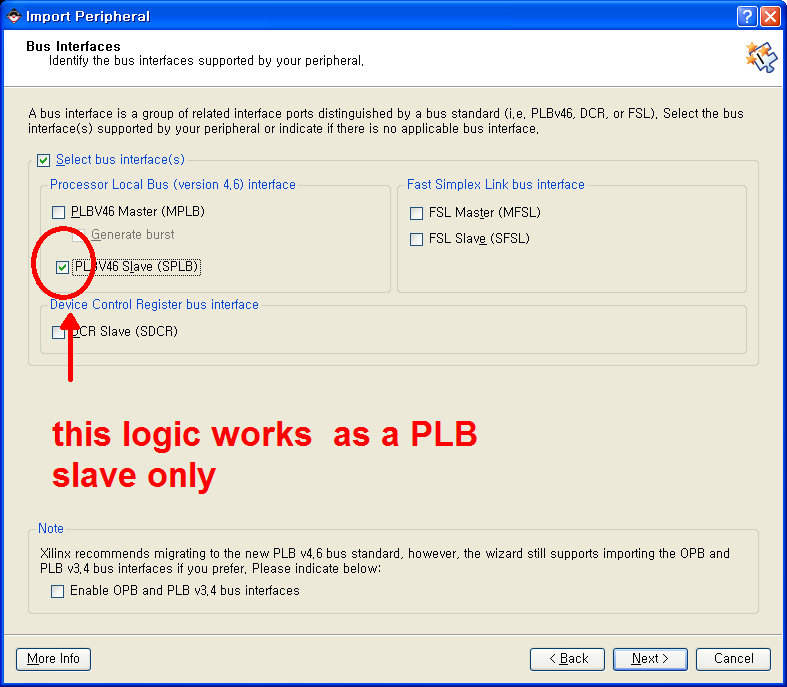 Import Peripheral
Bus Interfaces
Identify the bus interfaces supported by your peripheral.
A bus interface is a group of related interface ports distinguished by a bus standard (i.e. PLBv46, DCR, or FSL). Select the bus
interface(s) supported by your peripheral or indicate if there is no applicable bus interface.
Select bus interface(s)
Processor Local Bus (version 4.6) interface
PLBV46 Master (MPLB)
Generate burst
PLBV46 Slave (SPLB)
Fast Simplex Link bus interface
FSL Master (MFSL)
FSL Slave (SFSL)
Device Control Register bus interface
DCR Slave (SDCR)
this logic works as a PLB
slave only
Note
Xilinx recommends migrating to the new PLB v4.6 bus standard, however, the wizard still supports importing the OPB and
PLB v3.4 bus interfaces if you prefer. Please indicate below:
Enable OPB and PLB v3.4 bus interfaces
More Info
< Back
Next >
Cancel